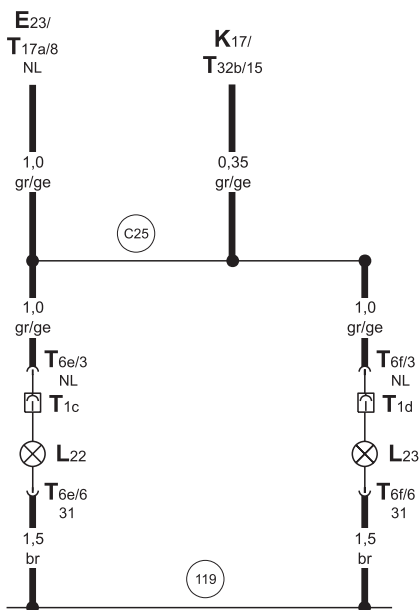 E23/
T17a/8
NL
K17/
T32b/15
1,0
gr/ge
0,35
gr/ge
C25
1,0
gr/ge
1,0
gr/ge
T6e/3
NL
T1c
T6f/3
NL
T1d
L22
L23
T6e/6
31
T6f/6
31
1,5
br
1,5
br
119